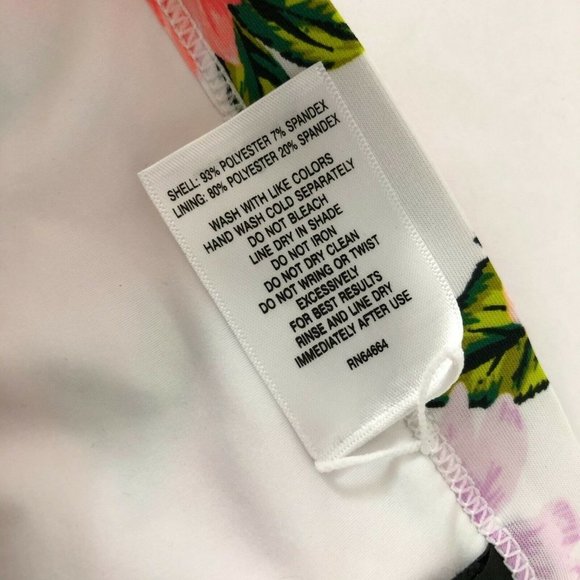 SHELL: 93% POLYESTER 7% SPANDEX
LINING: 80% POLYESTER 20% SPANDEX
WASH WITH LIKE COLORS
HAND WASH COLD SEPARATELY
DO NOT BLEACH
LINE DRY IN SHADE
DO NOT IRON
DO NOT DRY CLEAN
DO NOT WRING OR TWIST
EXCESSIVELY
FOR BEST RESULTS
RINSE AND LINE DRY
IMMEDIATELY AFTER USE
RN64664